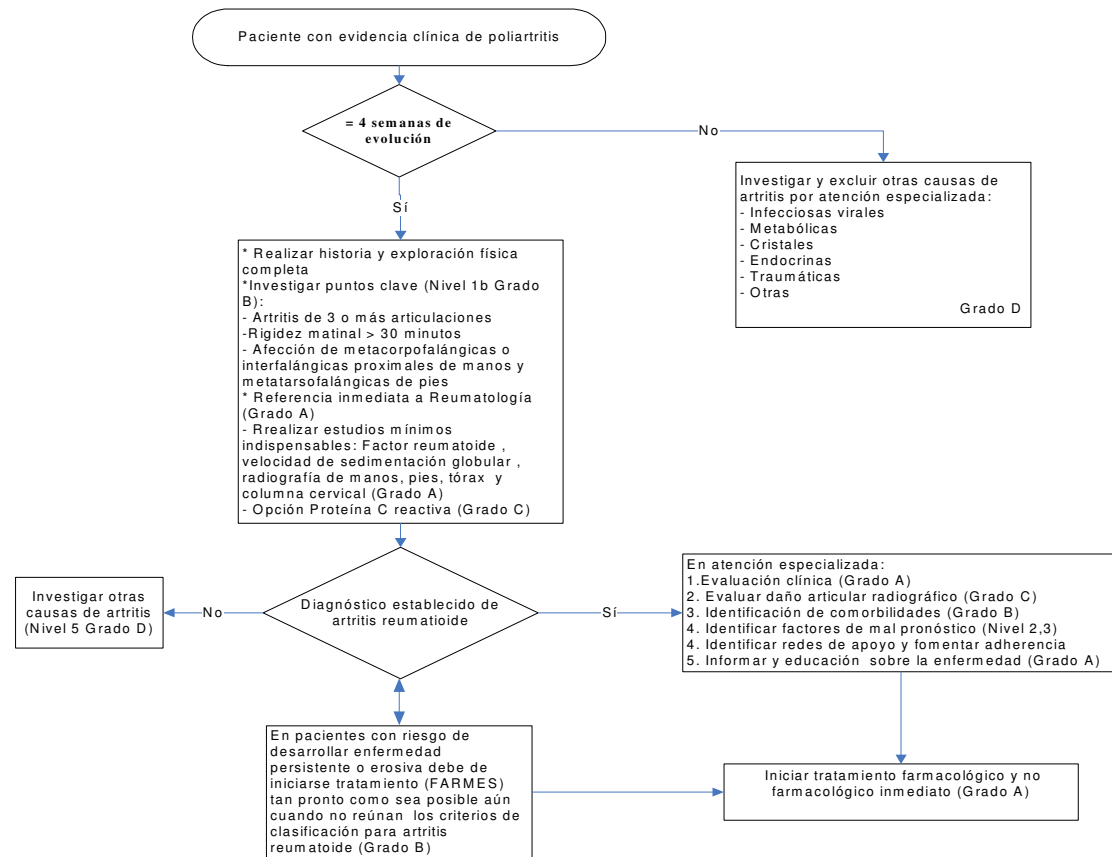 Paciente con evidencia clínica de poliartritis
= 4 semanas de
evolución
No
Investigar y excluir otras causas de
artritis por atención especializada:
- Infecciosas virales
- Metabólicas
- Cristales
- Endocrinas
- Traumáticas
- Otras
Grado D
Sí
* Realizar historia y exploración física
completa
*Investigar puntos clave (Nivel 1b Grado
B):
- Artritis de 3 o más articulaciones
-Rigidez matinal > 30 minutos
- Afección de metacorpofalángicas o
interfalángicas proximales de manos y
metatarsofalángicas de pies
* Referencia inmediata a Reumatología
(Grado A)
- Rrealizar estudios mínimos
indispensables: Factor reumatoide ,
velocidad de sedimentación globular ,
radiografía de manos, pies, tórax y
columna cervical (Grado A)
- Opción Proteína C reactiva (Grado C)
Diagnóstico establecido de
artritis reumatioide
No
Investigar otras
causas de artritis
(Nivel 5 Grado D)
Sí
En atención especializada:
1.Evaluación clínica (Grado A)
2. Evaluar daño articular radiográfico (Grado C)
3. Identificación de comorbilidades (Grado B)
4. Identificar factores de mal pronóstico (Nivel 2,3)
4. Identificar redes de apoyo y fomentar adherencia
5. Informar y educación sobre la enfermedad (Grado A)
En pacientes con riesgo de
desarrollar enfermedad
persistente o erosiva debe de
iniciarse tratamiento (FARMES)
tan pronto como sea posible aún
cuando no reúnan los criterios de
clasificación para artritis
reumatoide (Grado B)
Iniciar tratamiento farmacológico y no
farmacológico inmediato (Grado A)